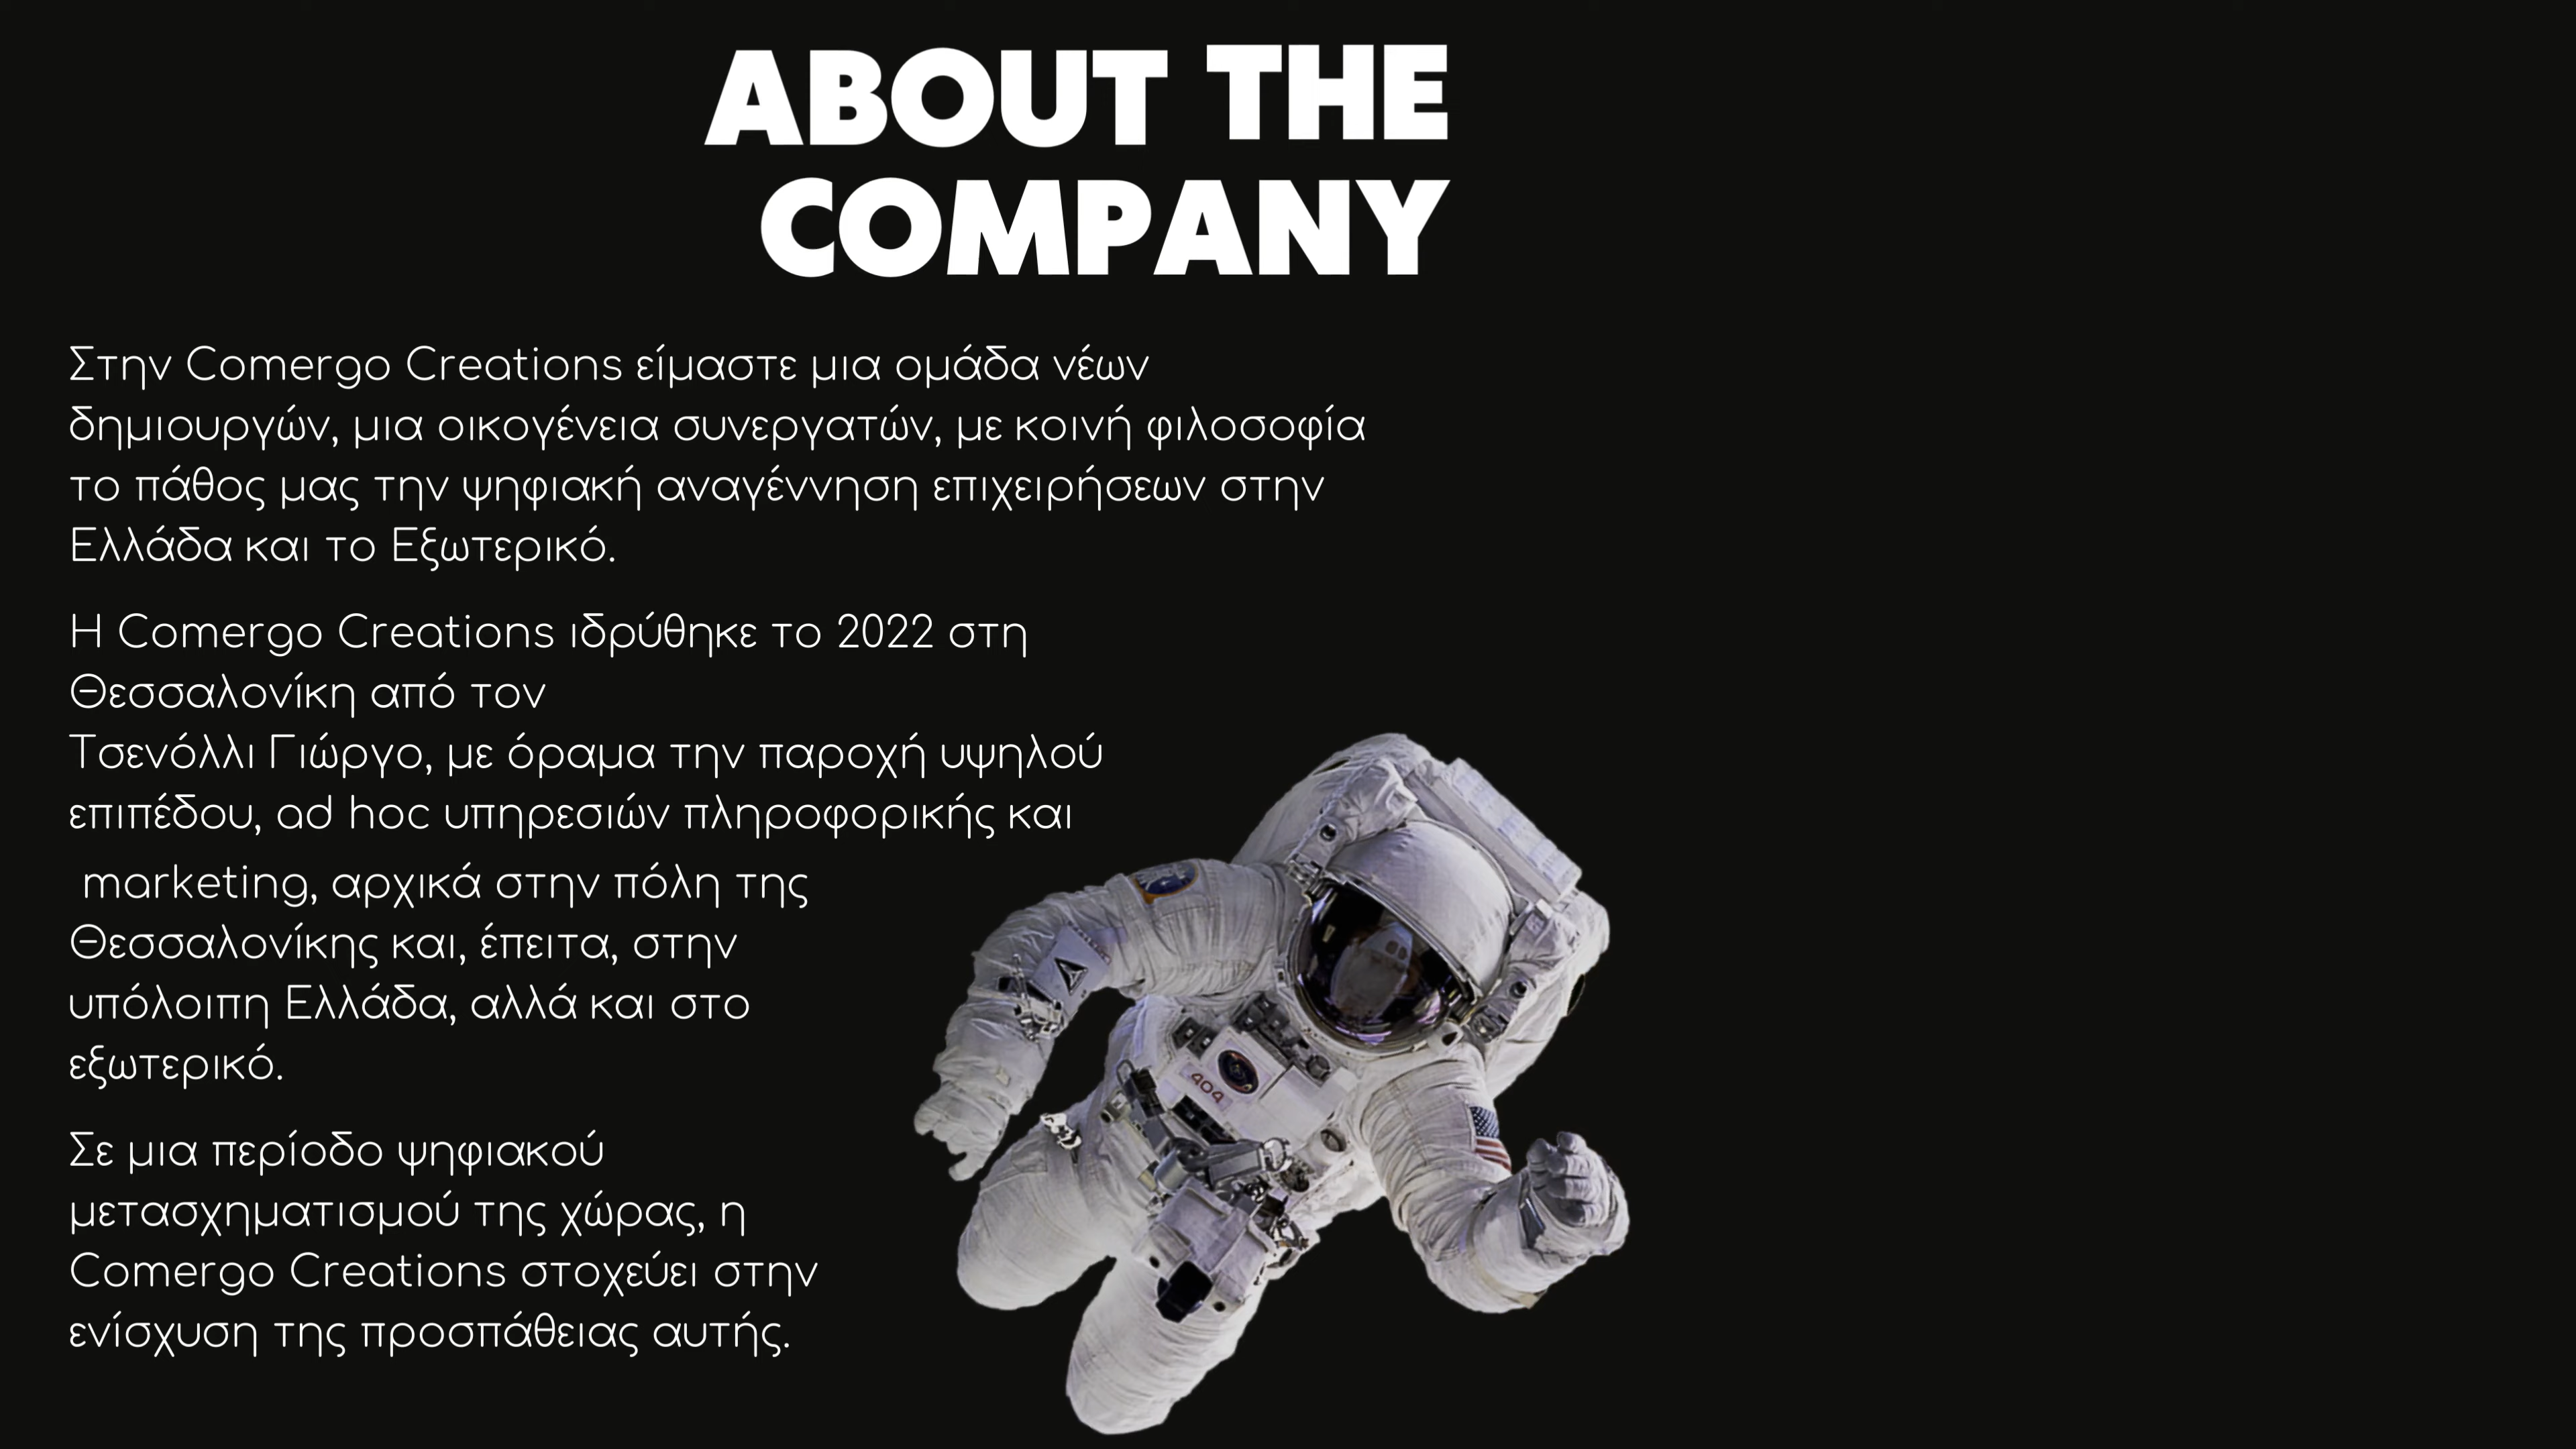 ABOUT THE
COMPANY
Στην Comergo Creations είμαστε μια ομάδα νέων
δημιουργών, μια οικογένεια συνεργατών, με κοινή φιλοσοφία
το πάθος μας την ψηφιακή αναγέννηση επιχειρήσεων στην
Ελλάδα και το Εξωτερικό.
Η Comergo Creations ιδρύθηκε το 2022 στη
Θεσσαλονίκη από τον
Τσενόλλι Γιώργο, με όραμα την παροχή υψηλού
επιπέδου, ad hoc υπηρεσιών πληροφορικής και
marketing, αρχικά στην πόλη της
Θεσσαλονίκης και, έπειτα, στην
υπόλοιπη Ελλάδα, αλλά και στο
εξωτερικό.
Σε μια περίοδο ψηφιακού
μετασχηματισμού της χώρας, η
Comergo Creations στοχεύει στην
ενίσχυση της προσπάθειας αυτής.
404